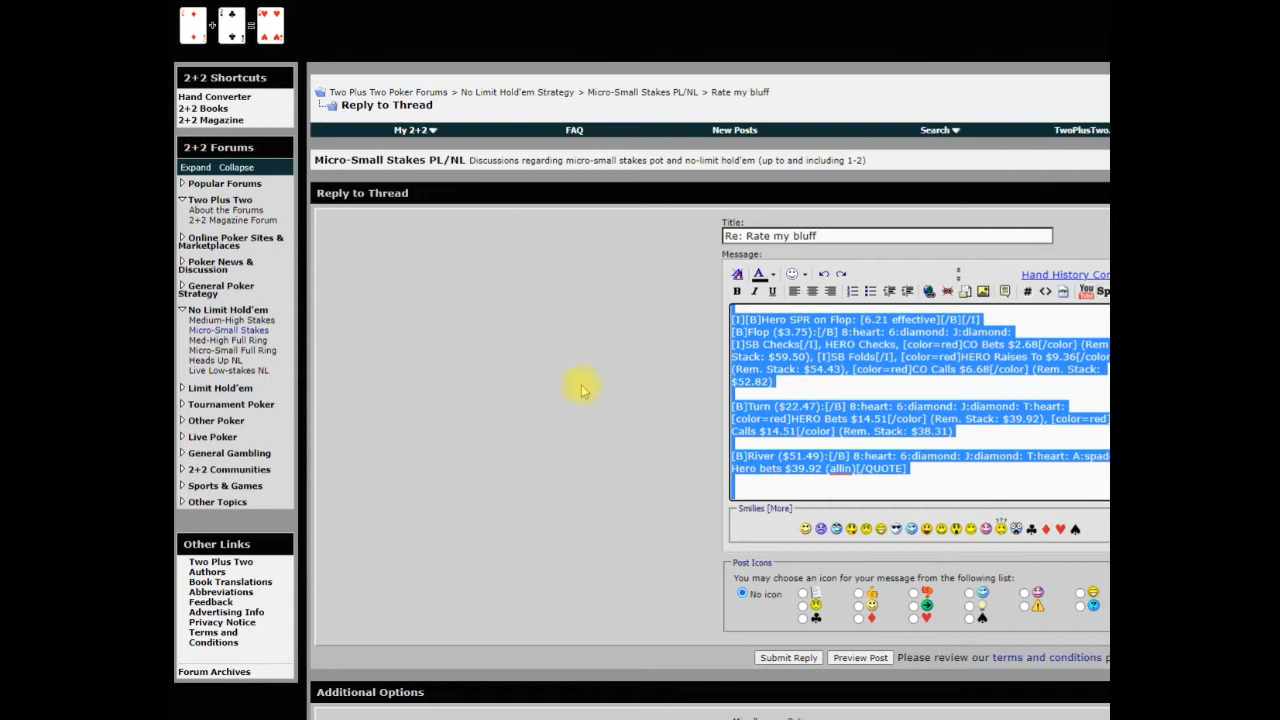 2+2 Shortcuts
Hand Converter
2+2 Books
2+2 Magazine
2+2 Forums
Expand Collapse
Popular Forums
Two Plus Two
About the Forums
2+2 Magazine Forum
Online Poker Sites &
Marketplaces
Poker News &
Discussion
General Poker
Strategy
No Limit Hold'em
Medium-High Stakes
Micro-Small Stakes
Med-High Full Ring
Micro-Small Full Ring
Heads Up NL
Live Low-stakes NL
Limit Hold'em
Tournament Poker
Other Poker
Live Poker
General Gambling
2+2 Communities
Sports & Games
Other Topics
Other Links
Two Plus Two
Authors
Book Translations
Abbreviations
Feedback
Advertising Info
Privacy Notice
Terms and
Conditions
Forum Archives
Two Plus Two Poker Forums > No Limit Hold'em Strategy > Micro-Small Stakes PL/NL > Rate my bluff
Reply to Thread
My 2+2 FAQ New Posts Search TwoPlusTwo.
Micro-Small Stakes PL/NL Discussions regarding micro-small stakes pot and no-limit hold'em (up to and including 1-2)
Reply to Thread
Title:
Re: Rate my bluff
Message:
A Hand History Con
B I U # <> You Sp
[I][B]Hero SPR on Flop: [6.21 effective][/B][/I]
[B]Flop ($3.75):[/B] 8:heart: 6:diamond: J:diamond:
[I]SB Checks[/I], HERO Checks, [color=red]CO Bets $2.68[/color] (Rem.
Stack: $59.50), [I]SB Folds[/I], [color=red]HERO Raises To $9.36[/color]
(Rem. Stack: $54.43), [color=red]CO Calls $6.68[/color] (Rem. Stack:
$52.82)
[B]Turn ($22.47):[/B] 8:heart: 6:diamond: J:diamond: T:heart:
[color=red]HERO Bets $14.51[/color] (Rem. Stack: $39.92), [color=red]
Calls $14.51[/color] (Rem. Stack: $38.31)
[B]River ($51.49):[/B] 8:heart: 6:diamond: J:diamond: T:heart: A:spade
Hero bets $39.92 (allin)[/QUOTE]
Smilies [More]
Post Icons
You may choose an icon for your message from the following list:
No icon
Submit Reply Preview Post Please review our terms and conditions p
Additional Options